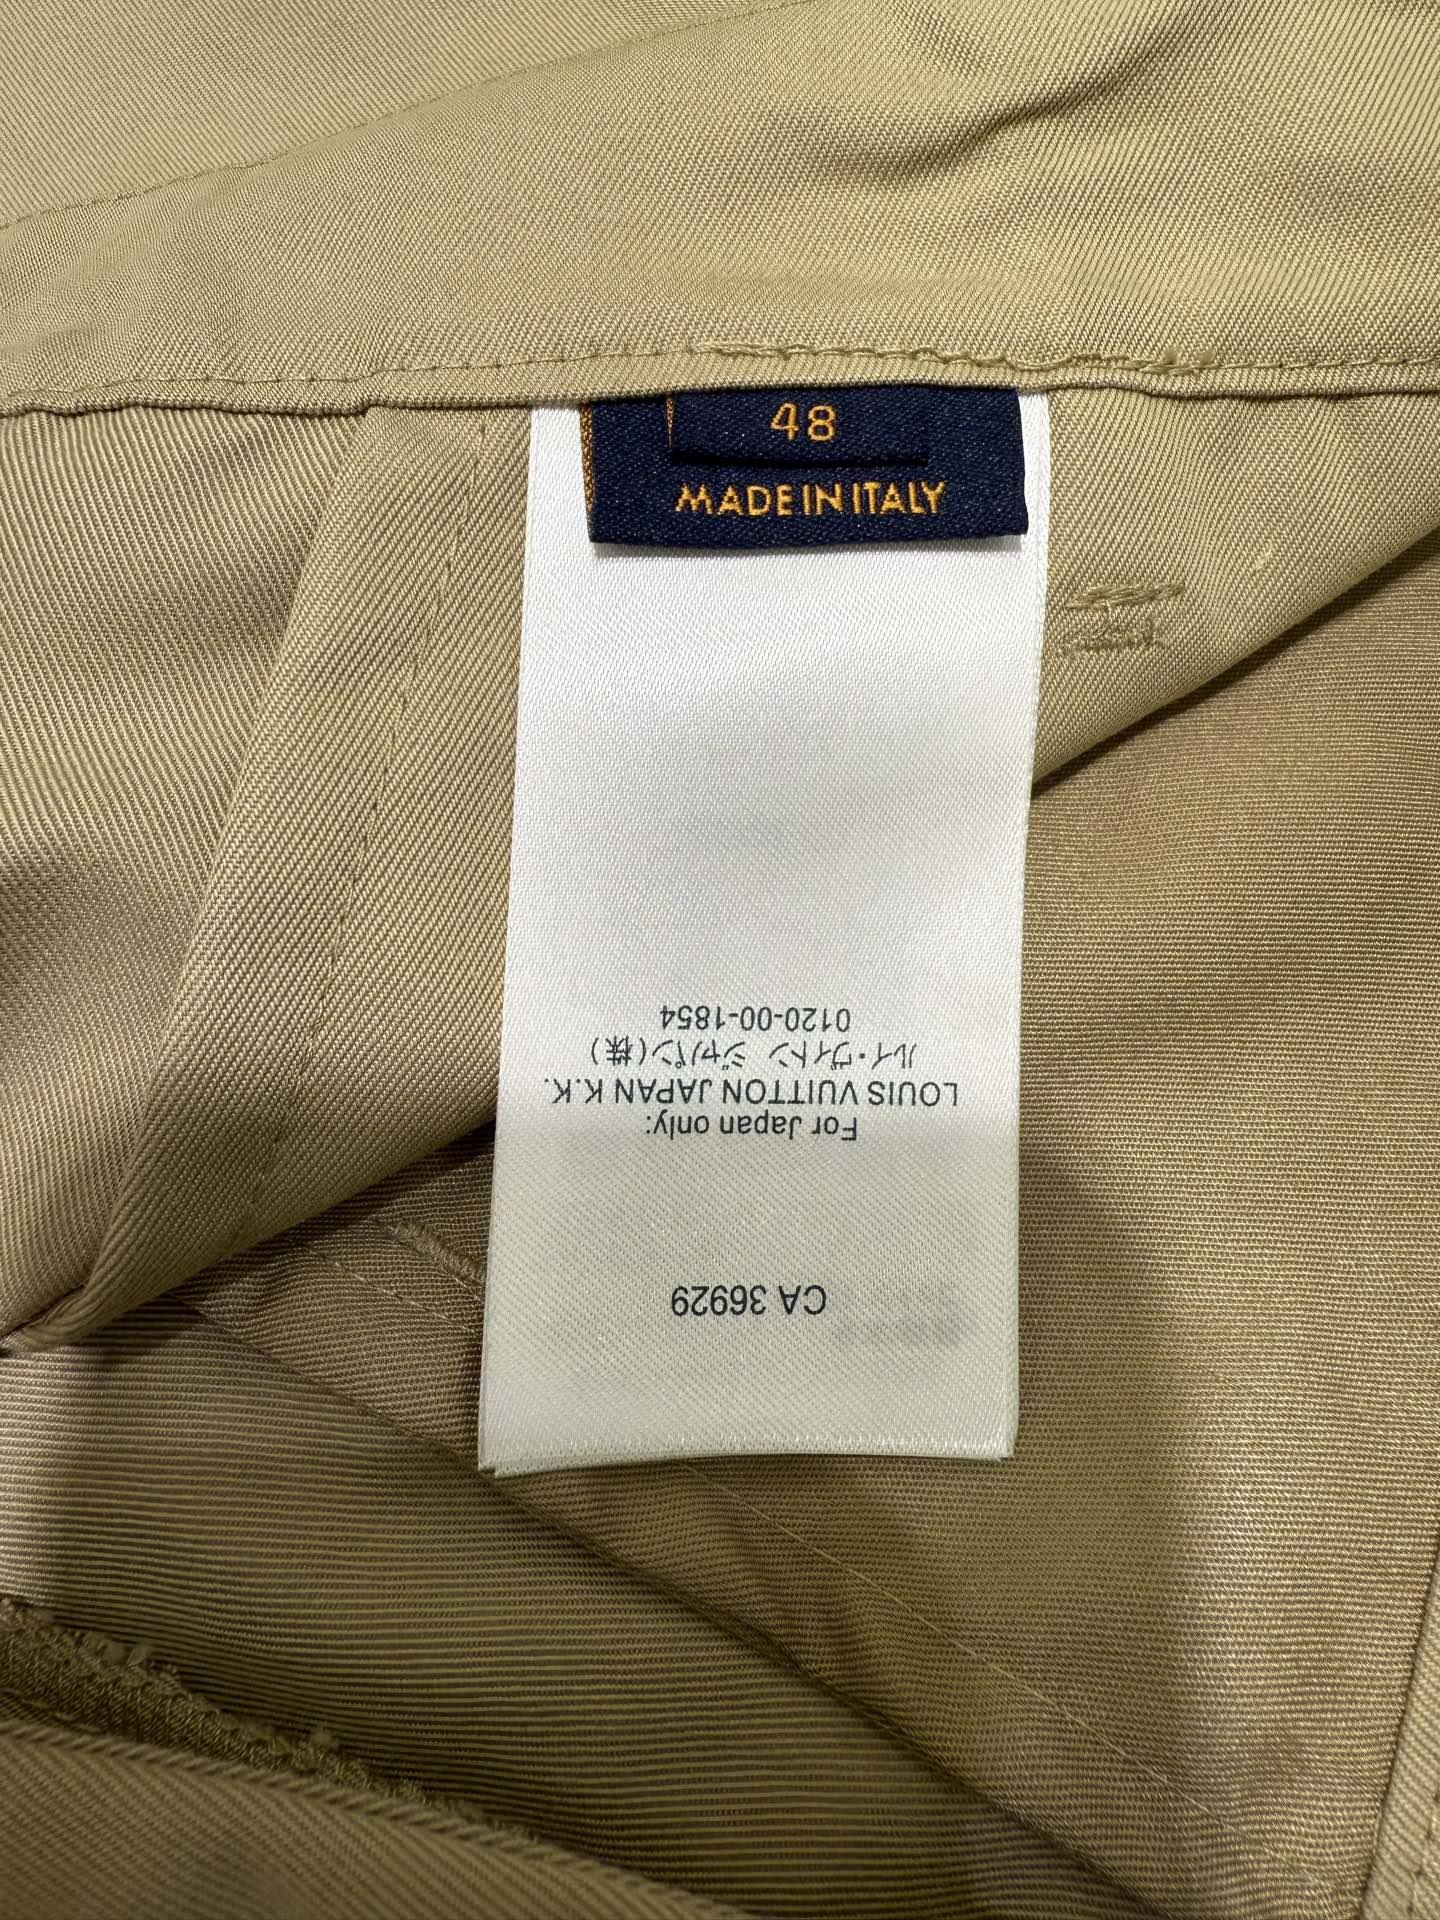 48
MADE IN ITALY
CA 36929
For Japan only:
LOUIS VUITTON JAPAN K.K.
ルイ・ヴィトン ジャパン(株)
0120-00-1854